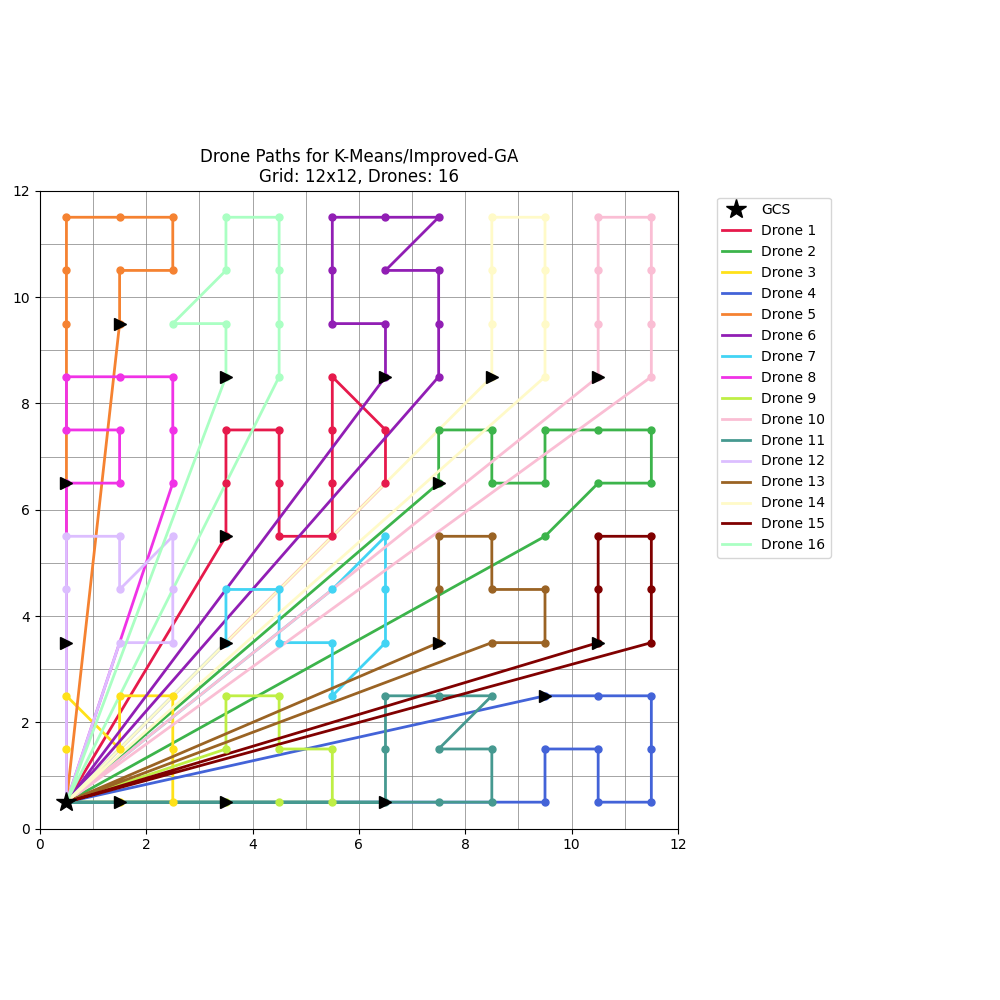 Drone Paths for K-Means/Improved-GA
Grid: 12x12, Drones: 16
12
10
8
6
4
2
0
0 2 4 6 8 10 12
GCS
Drone 1
Drone 2
Drone 3
Drone 4
Drone 5
Drone 6
Drone 7
Drone 8
Drone 9
Drone 10
Drone 11
Drone 12
Drone 13
Drone 14
Drone 15
Drone 16